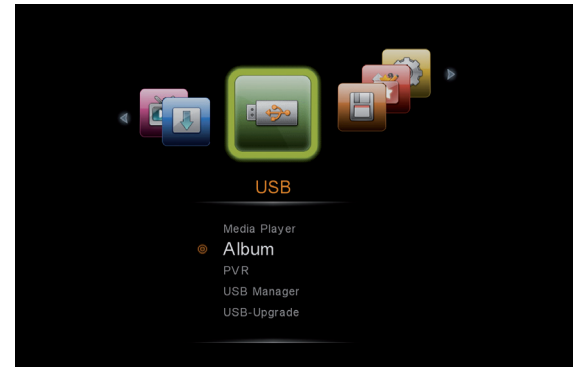 USB
Media Player
Album
PVR
USB Manager
USB-Upgrade